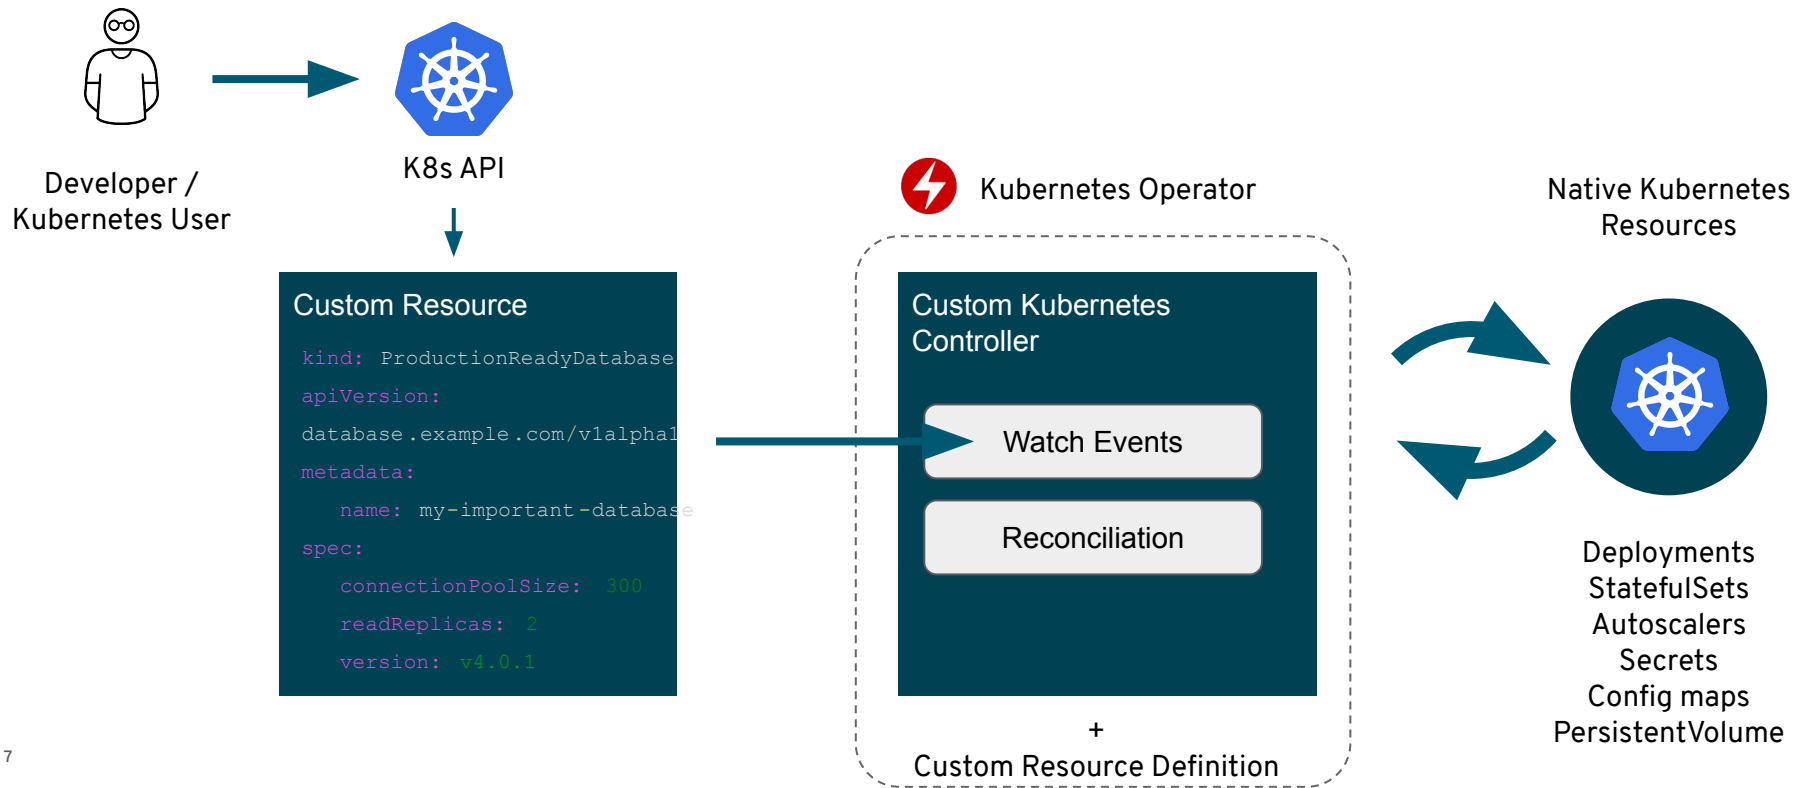 Developer /
Kubernetes User
K8s API
Custom Resource
kind: ProductionReadyDatabase
apiVersion:
database.example.com/v1alpha1
metadata:
name: my-important-database
spec:
connectionPoolSize: 300
readReplicas: 2
version: v4.0.1
Kubernetes Operator
Custom Kubernetes
Controller
Watch Events
Reconciliation
+
Custom Resource Definition
Native Kubernetes
Resources
Deployments
StatefulSets
Autoscalers
Secrets
Config maps
PersistentVolume
7